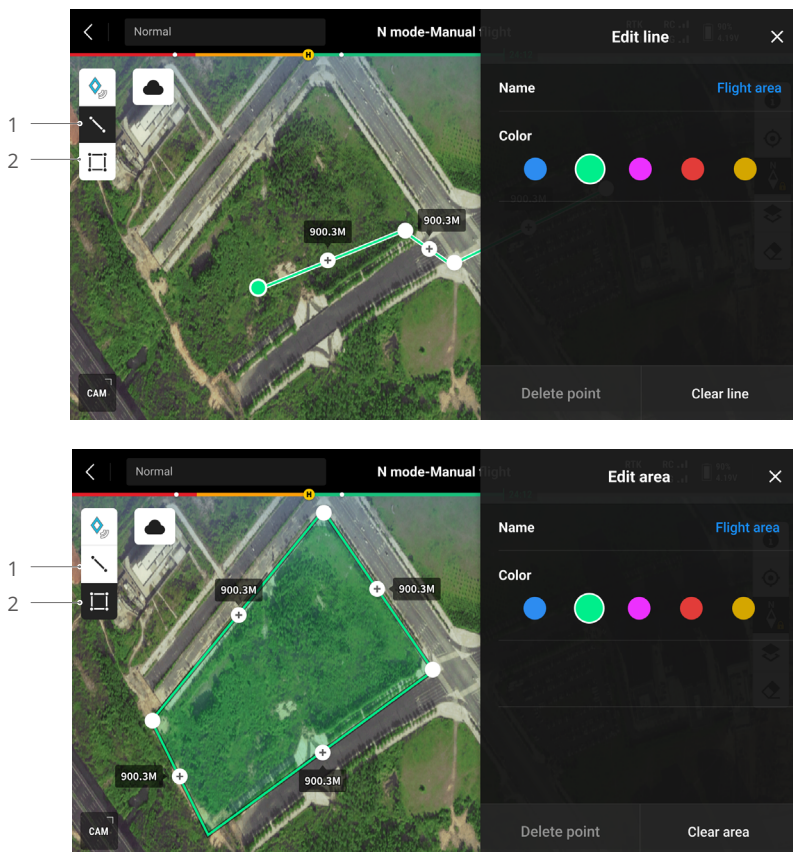 Normal
N mode-Manual flight
Edit line
Name
Flight area
Color
1
2
900.3M
900.3M
CAM
Delete point
Clear line
Normal
N mode-Manual flight
Edit area
Name
Flight area
Color
1
2
900.3M
900.3M
900.3M
900.3M
CAM
Delete point
Clear area